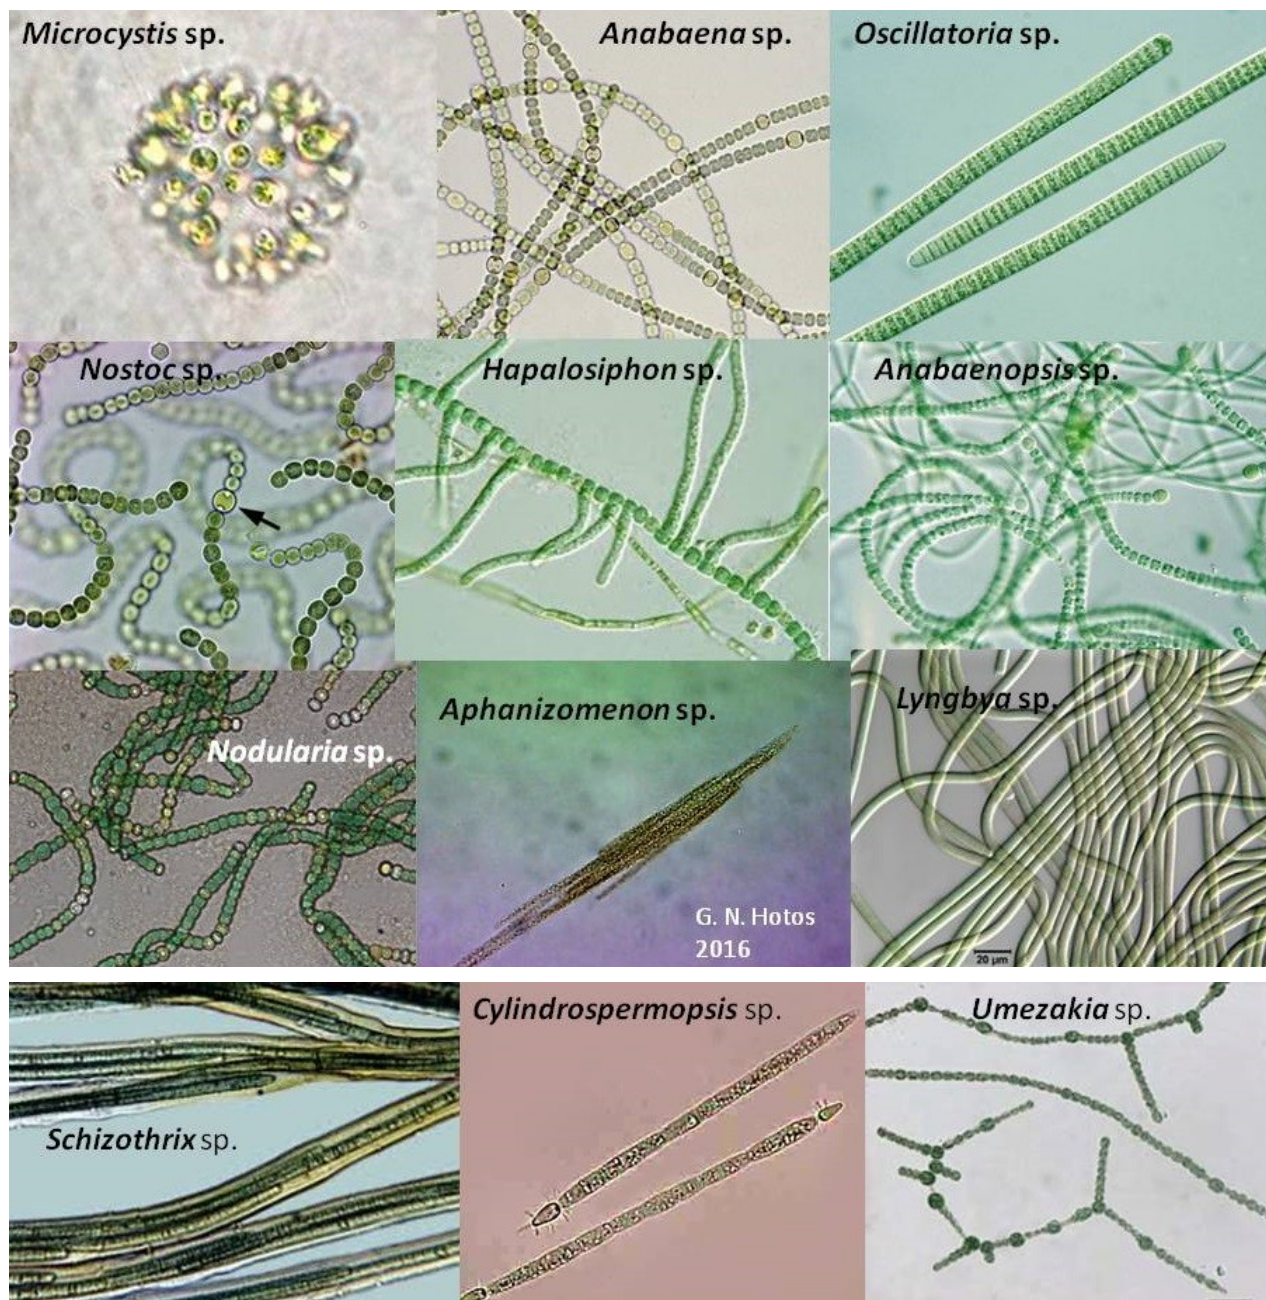 Microcystis sp.
Anabaena sp.
Oscillatoria sp.
Nostoc sp.
Hapalosiphon sp.
Anabaenopsis sp.
Nodularia sp.
Aphanizomenon sp.
Lyngbya sp.
G. N. Hotos
2016
20 µm
Schizothrix sp.
Cylindrospermopsis sp.
Umezakia sp.